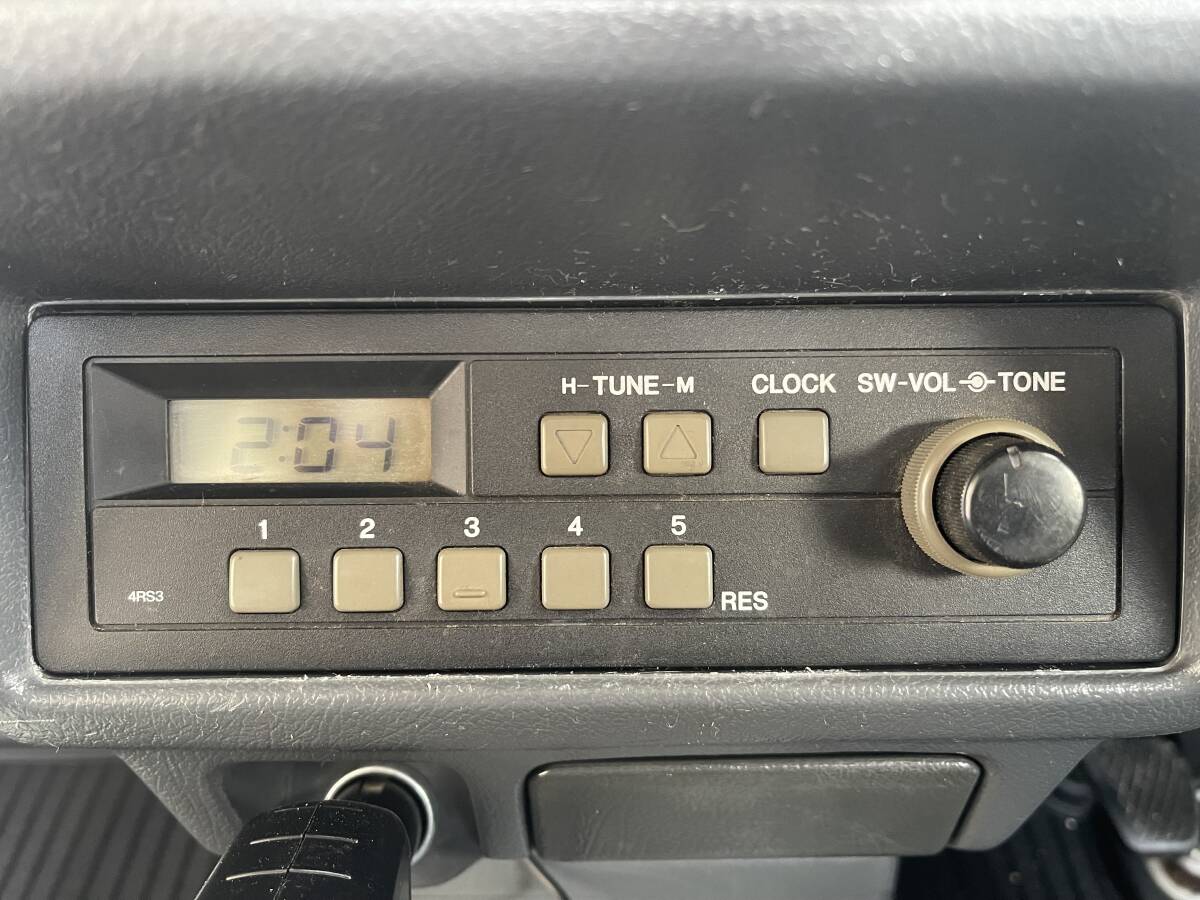 H-TUNE-M CLOCK SW-VOL TONE
2:04
1 2 3 4 5
4RS3 RES